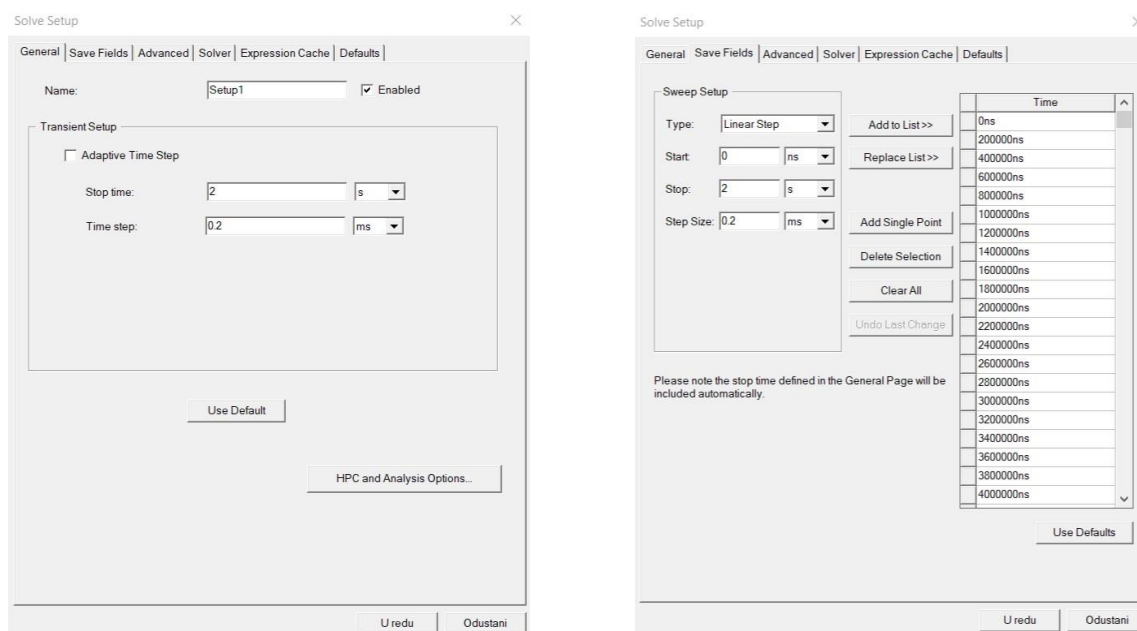 Solve Setup
General Save Fields Advanced Solver Expression Cache Defaults
Name: Setup1 Enabled
Transient Setup
Adaptive Time Step
Stop time: 2 s
Time step: 0.2 ms
Use Default
HPC and Analysis Options...
U redu Odustani
Solve Setup
General Save Fields Advanced Solver Expression Cache Defaults
Sweep Setup
Type: Linear Step
Start: 0 ns
Stop: 2 s
Step Size: 0.2 ms
Add to List >>
Replace List >>
Add Single Point
Delete Selection
Clear All
Undo Last Change
Please note the stop time defined in the General Page will be
included automatically.
Time
0ns
200000ns
400000ns
600000ns
800000ns
1000000ns
1200000ns
1400000ns
1600000ns
1800000ns
2000000ns
2200000ns
2400000ns
2600000ns
2800000ns
3000000ns
3200000ns
3400000ns
3600000ns
3800000ns
4000000ns
Use Defaults
U redu Odustani